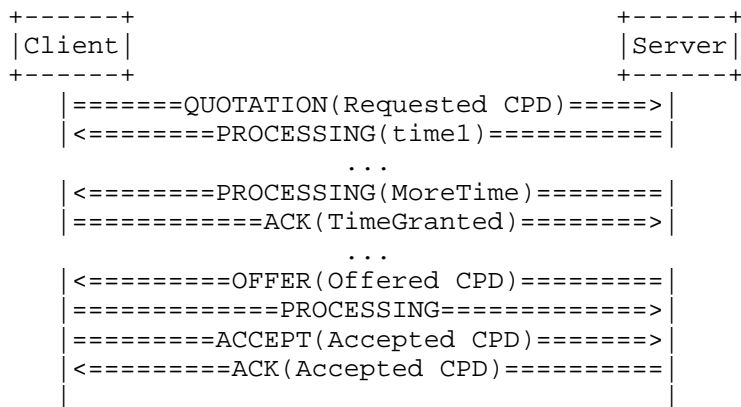 +------+                               +------+
|Client|                               |Server|
+------+                               +------+
   |=======QUOTATION(Requested CPD)=====>|
   |<========PROCESSING(time1)===========|
                     ...
   |<========PROCESSING(MoreTime)========|
   |============ACK(TimeGranted)========>|
                     ...
   |<=========OFFER(Offered CPD)=========|
   |=============PROCESSING=============>|
   |=========ACCEPT(Accepted CPD)=======>|
   |<=========ACK(Accepted CPD)==========|
   |                                     |